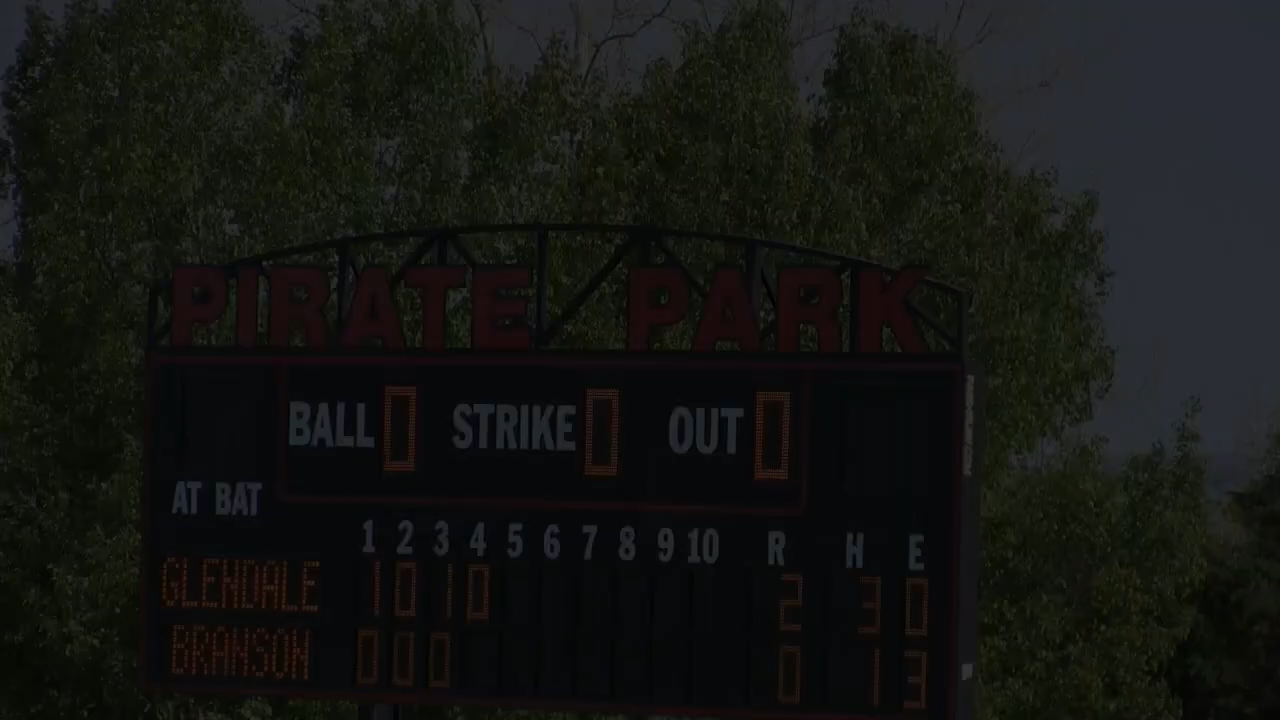 PIRATE PARK
BALL 0 STRIKE 0 OUT 0
AT BAT
1 2 3 4 5 6 7 8 9 10 R H E
GLENDALE 1 0 1 0 2 3 0
BRANSON 0 0 0 0 1 3